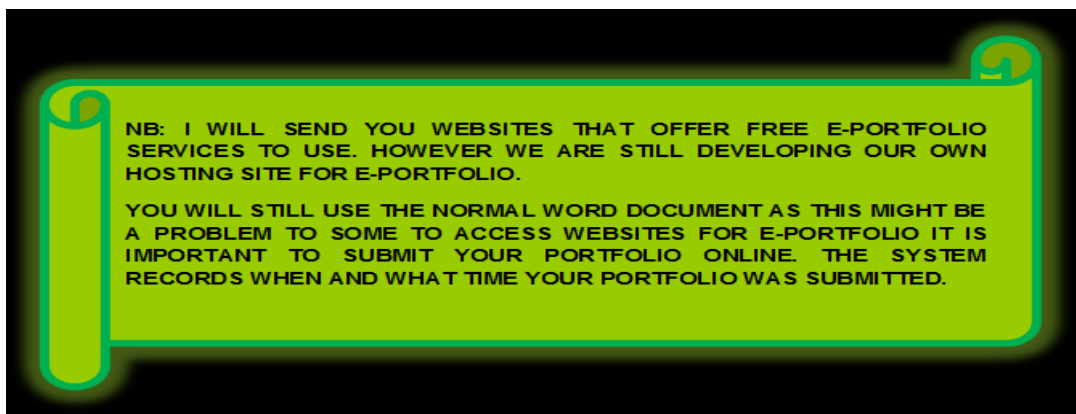 NB: I WILL SEND YOU WEBSITES THAT OFFER FREE E-PORTFOLIO
SERVICES TO USE. HOWEVER WE ARE STILL DEVELOPING OUR OWN
HOSTING SITE FOR E-PORTFOLIO.
YOU WILL STILL USE THE NORMAL WORD DOCUMENT AS THIS MIGHT BE
A PROBLEM TO SOME TO ACCESS WEBSITES FOR E-PORTFOLIO IT IS
IMPORTANT TO SUBMIT YOUR PORTFOLIO ONLINE. THE SYSTEM
RECORDS WHEN AND WHAT TIME YOUR PORTFOLIO WAS SUBMITTED.